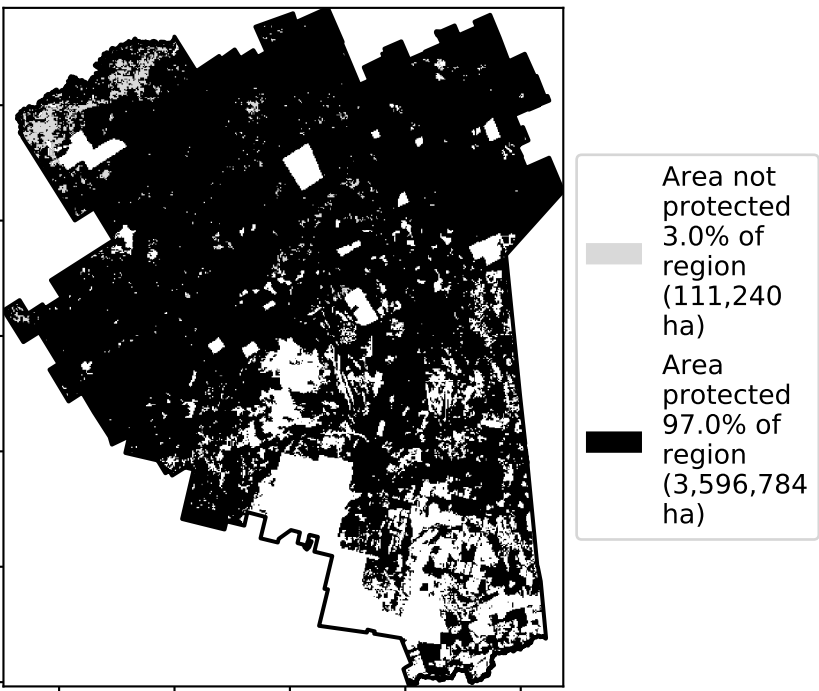 Area not
protected
3.0% of
region
(111,240
ha)
Area
protected
97.0% of
region
(3,596,784
ha)